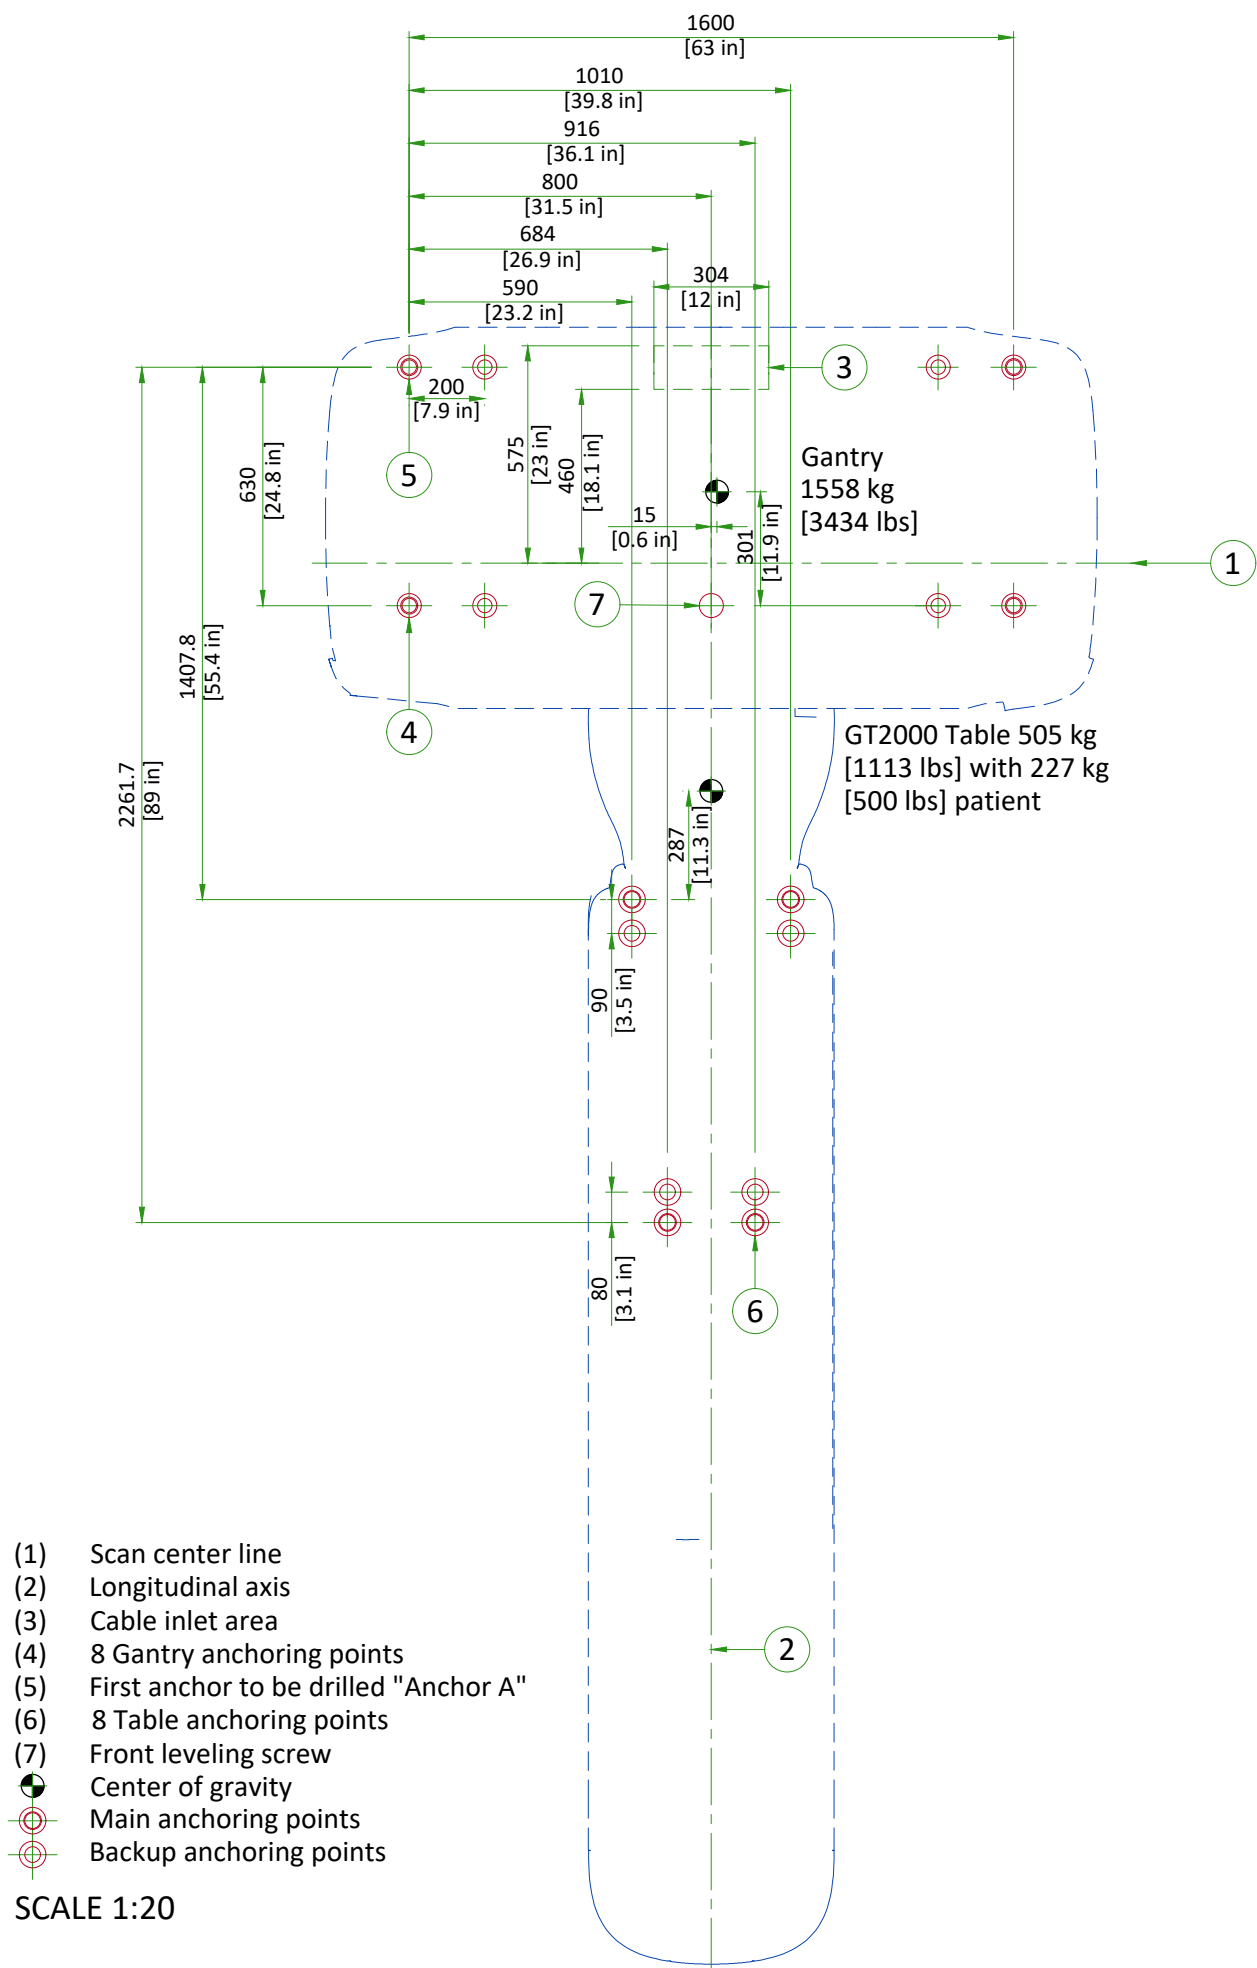 1600
[63 in]
1010
[39.8 in]
916
[36.1 in]
800
[31.5 in]
684
[26.9 in]
304
[12 in]
590
[23.2 in]
3
200
[7.9 in]
575
[23 in]
460
[18.1 in]
630
[24.8 in]
5
Gantry
1558 kg
[3434 lbs]
15
[0.6 in]
301
[11.9 in]
1
7
1407.8
[55.4 in]
4
GT2000 Table 505 kg
[1113 lbs] with 227 kg
[500 lbs] patient
2261.7
[89 in]
287
[11.3 in]
90
[3.5 in]
80
[3.1 in]
6
2
(1) Scan center line
(2) Longitudinal axis
(3) Cable inlet area
(4) 8 Gantry anchoring points
(5) First anchor to be drilled "Anchor A"
(6) 8 Table anchoring points
(7) Front leveling screw
Center of gravity
Main anchoring points
Backup anchoring points
SCALE 1:20